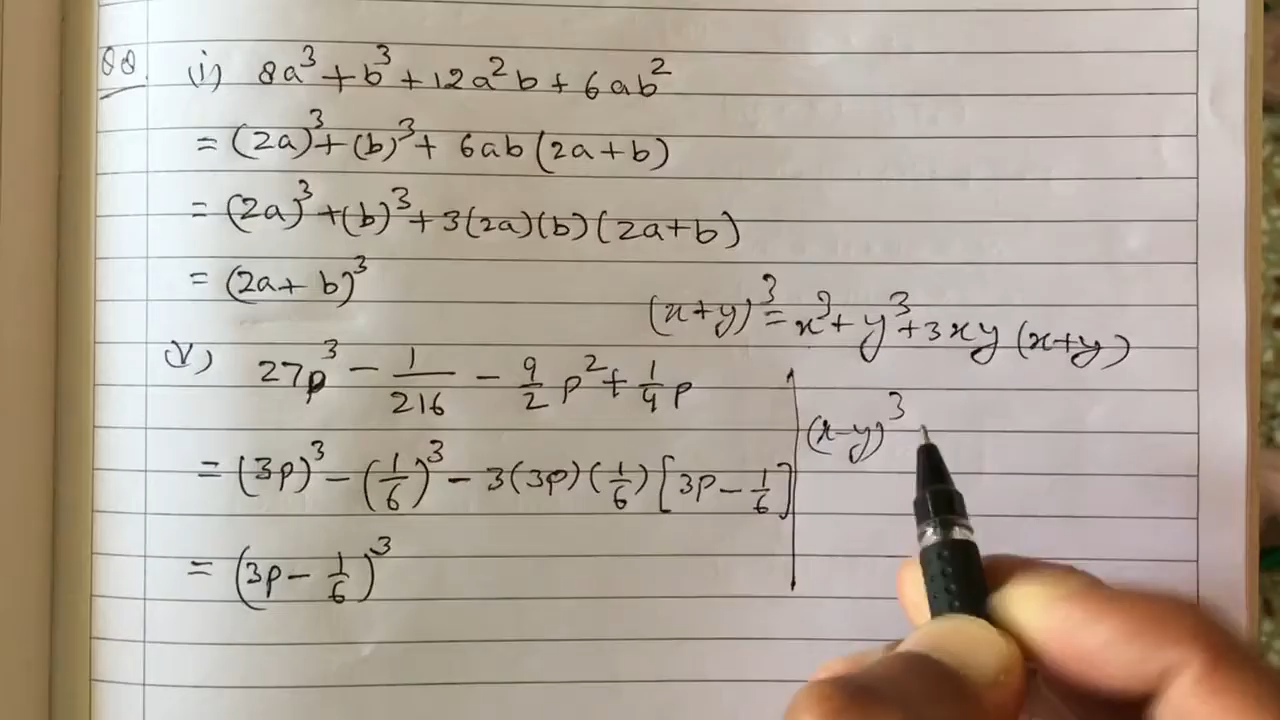 Q8 (i) 8a³ + b³ + 12a²b + 6ab²
= (2a)³ + (b)³ + 6ab(2a+b)
= (2a)³ + (b)³ + 3(2a)(b)(2a+b)
= (2a+b)³
(x+y)³ = x³ + y³ + 3xy(x+y)
(v) 27p³ - 1/216 - 9/2 p² + 1/4 p
(x-y)³
= (3p)³ - (1/6)³ - 3(3p)(1/6)[3p - 1/6]
= (3p - 1/6)³